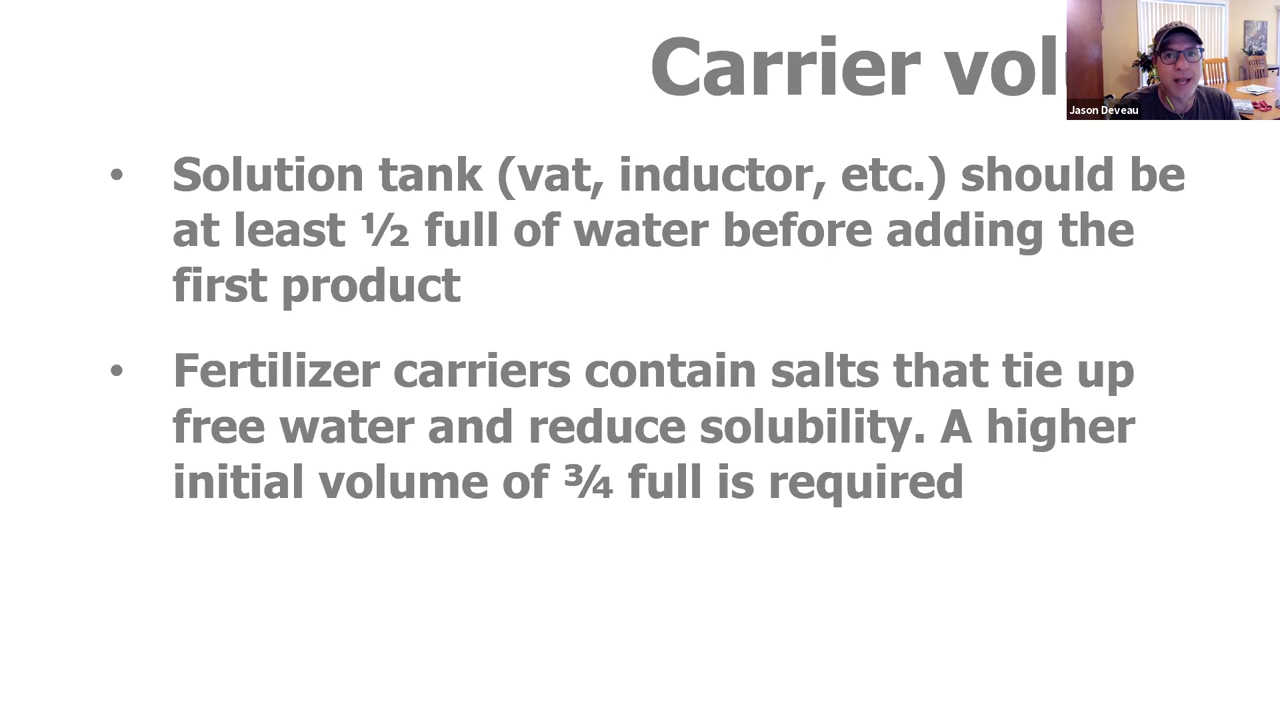 Carrier
Jason Deveau
• Solution tank (vat, inductor, etc.) should be
at least ½ full of water before adding the
first product
• Fertilizer carriers contain salts that tie up
free water and reduce solubility. A higher
initial volume of ¾ full is required